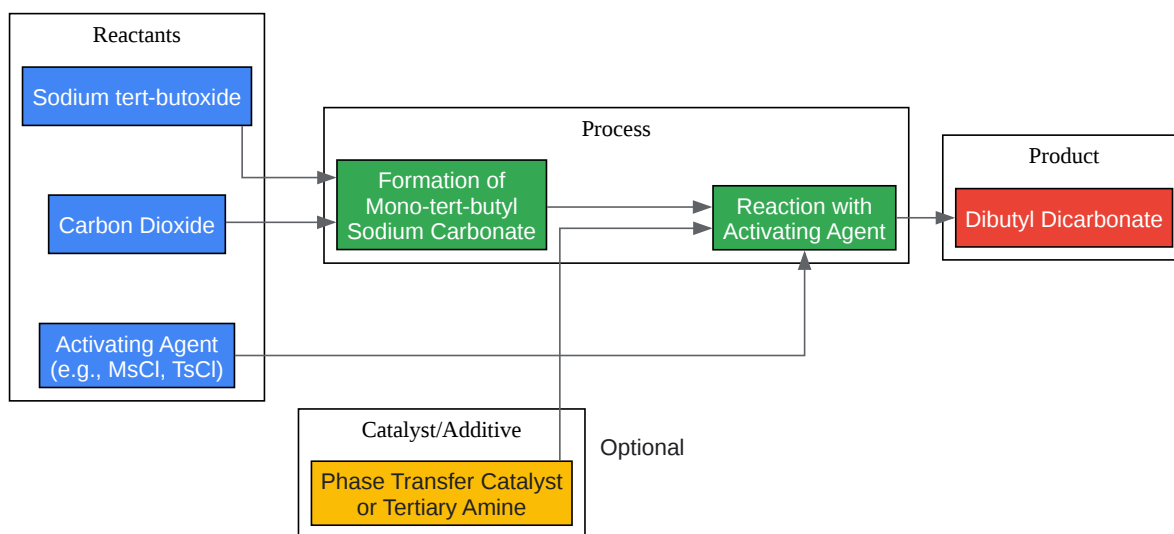 Reactants
Sodium tert-butoxide
Carbon Dioxide
Activating Agent
(e.g., MsCl, TsCl)
Process
Formation of
Mono-tert-butyl
Sodium Carbonate
Reaction with
Activating Agent
Product
Dibutyl Dicarbonate
Catalyst/Additive
Optional
Phase Transfer Catalyst
or Tertiary Amine